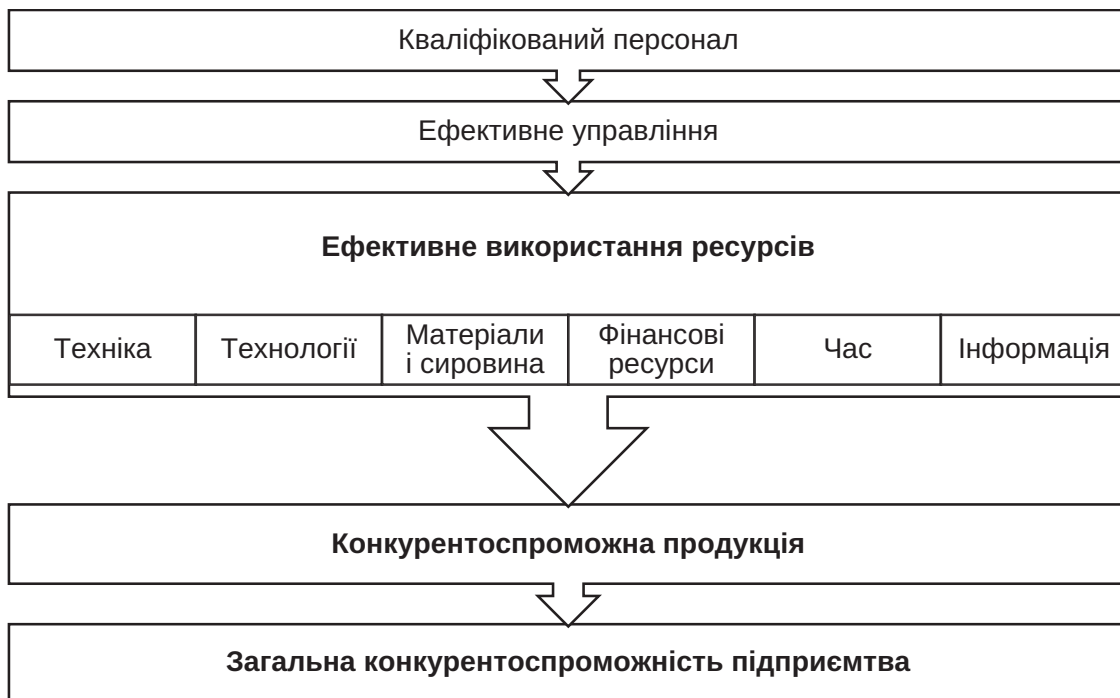 Кваліфікований персонал
Ефективне управління
Ефективне використання ресурсів
Техніка
Технології
Матеріали
і сировина
Фінансові
ресурси
Час
Інформація
Конкурентоспроможна продукція
Загальна конкурентоспроможність підприємтва